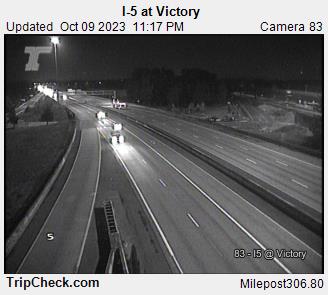 I-5 at Victory
Updated Oct 09 2023 11:17 PM Camera 83
T
S
83 - I5 @ Victory
TripCheck.com Milepost306.80